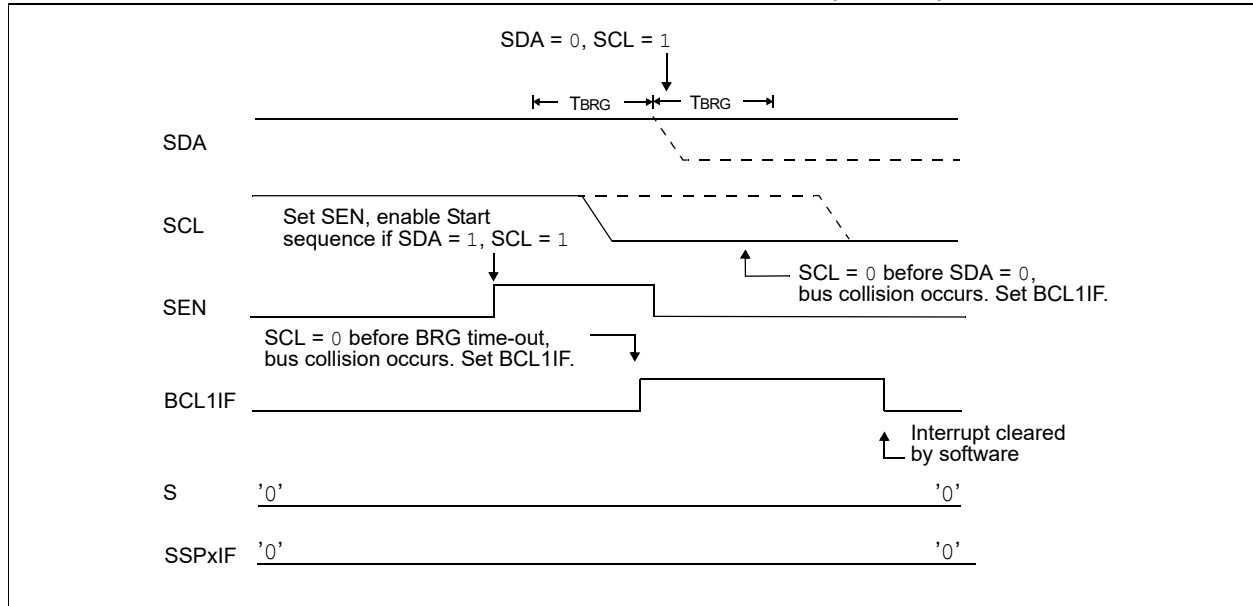 SDA = 0, SCL = 1
TBRG TBRG
SDA
SCL
Set SEN, enable Start
sequence if SDA = 1, SCL = 1
SCL = 0 before SDA = 0,
bus collision occurs. Set BCL1IF.
SEN
SCL = 0 before BRG time-out,
bus collision occurs. Set BCL1IF.
BCL1IF
Interrupt cleared
by software
S '0' '0'
SSPxIF '0' '0'